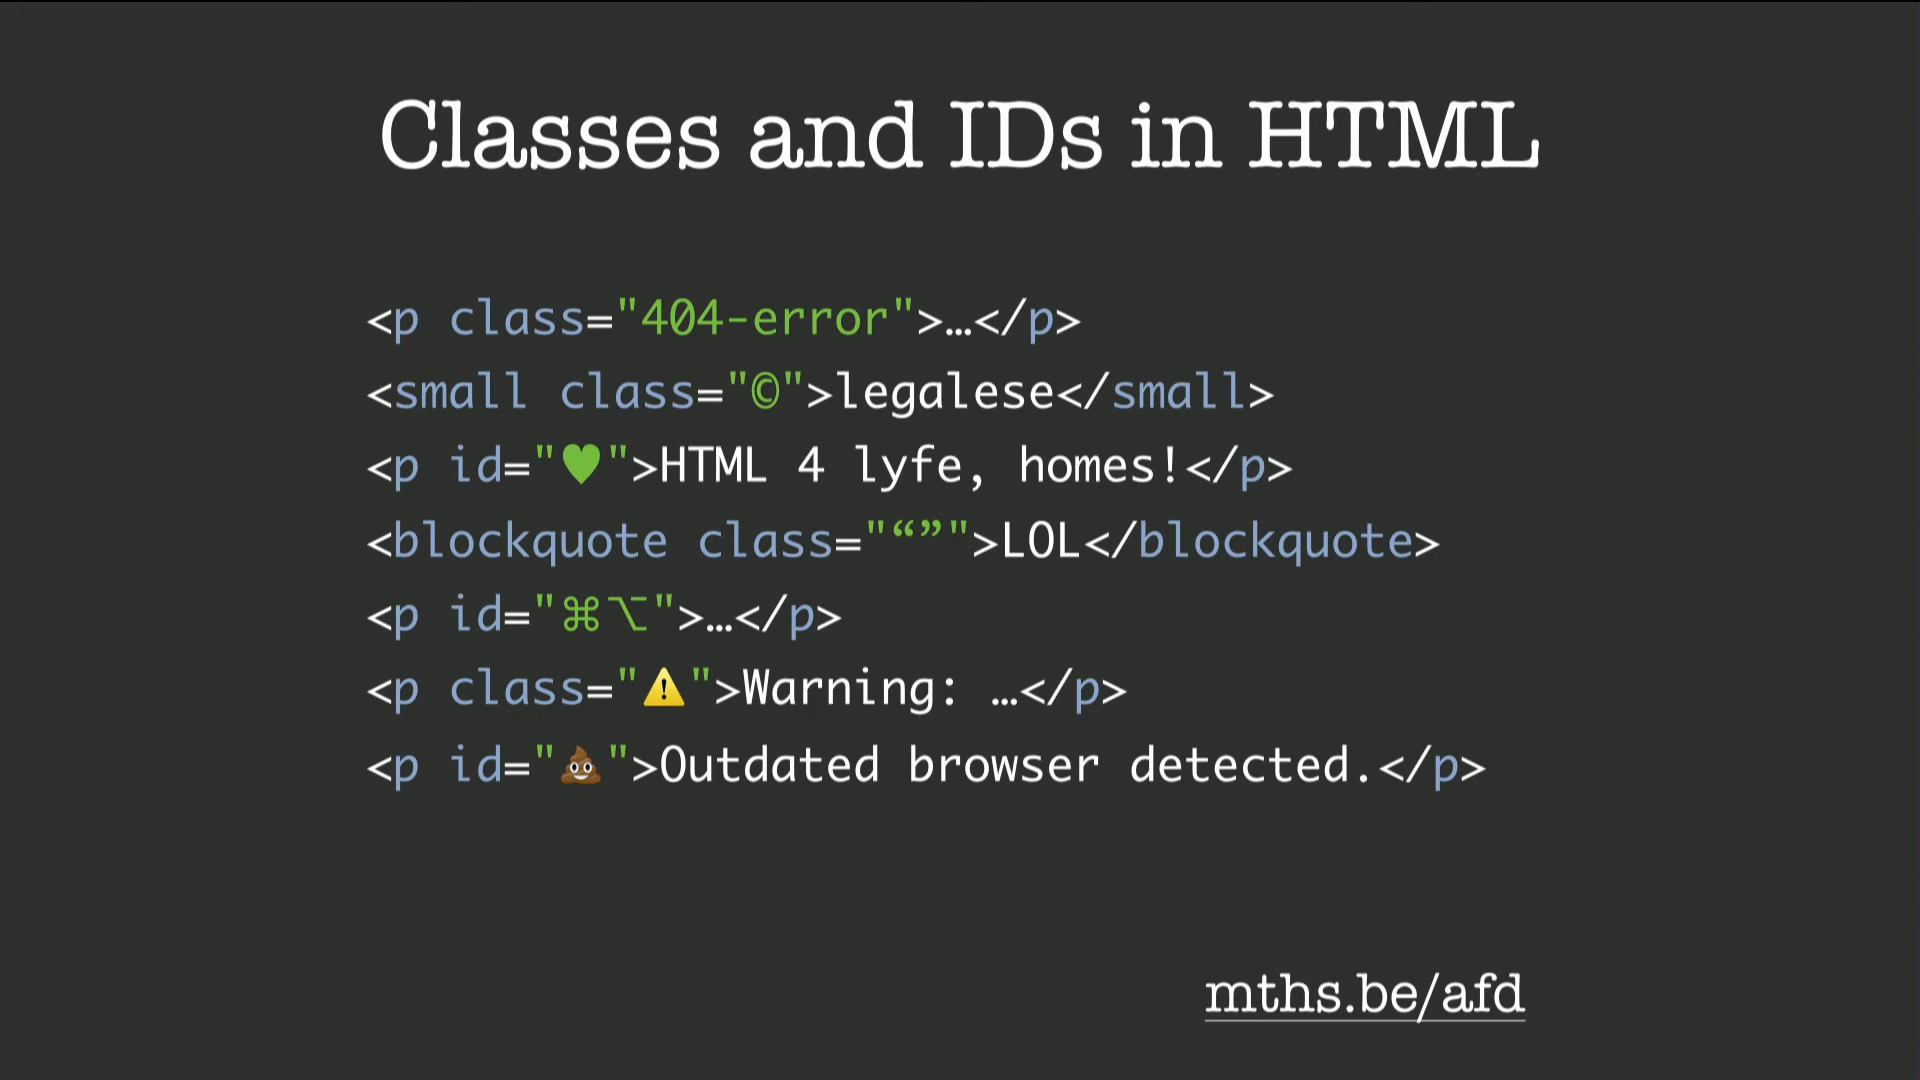 Classes and IDs in HTML
<p class="404-error">…</p>
<small class="©">legalese</small>
<p id="♥">HTML 4 lyfe, homes!</p>
<blockquote class="“”">LOL</blockquote>
<p id="⌘⌥">…</p>
<p class="⚠️">Warning: …</p>
<p id="💩">Outdated browser detected.</p>
mths.be/afd